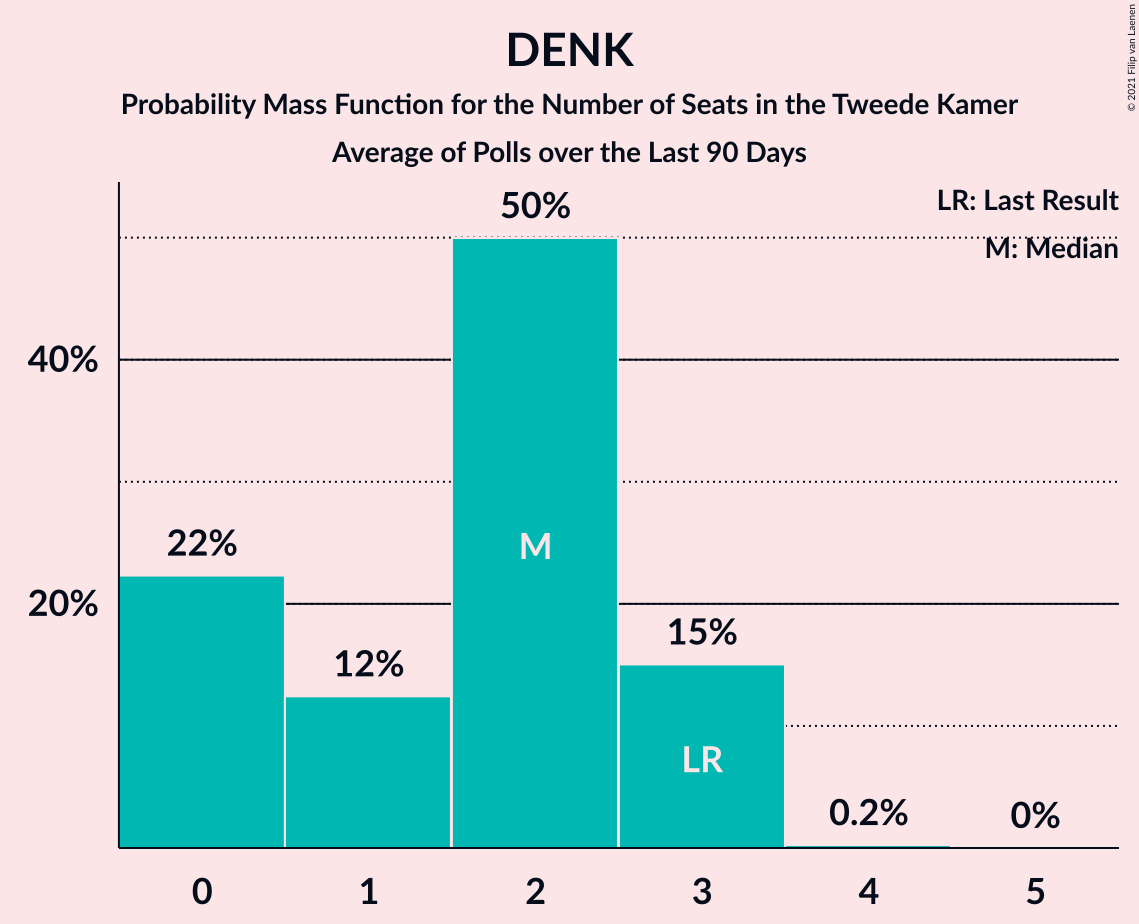 DENK
Probability Mass Function for the Number of Seats in the Tweede Kamer
Average of Polls over the Last 90 Days
© 2021 Filip van Laenen
LR: Last Result
M: Median
50%
40%
22%
20%
12%
15%
0.2%
0%
M
LR
0 1 2 3 4 5